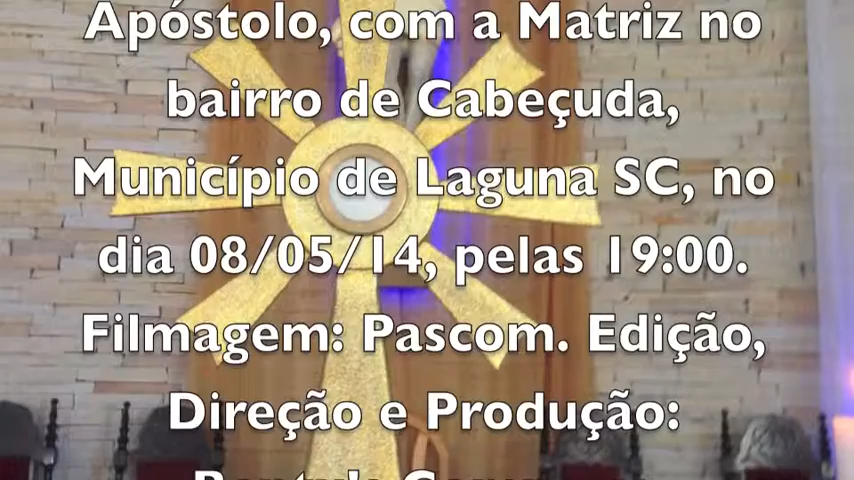 Apóstolo, com a Matriz no
bairro de Cabeçuda,
Município de Laguna SC, no
dia 08/05/14, pelas 19:00.
Filmagem: Pascom. Edição,
Direção e Produção: